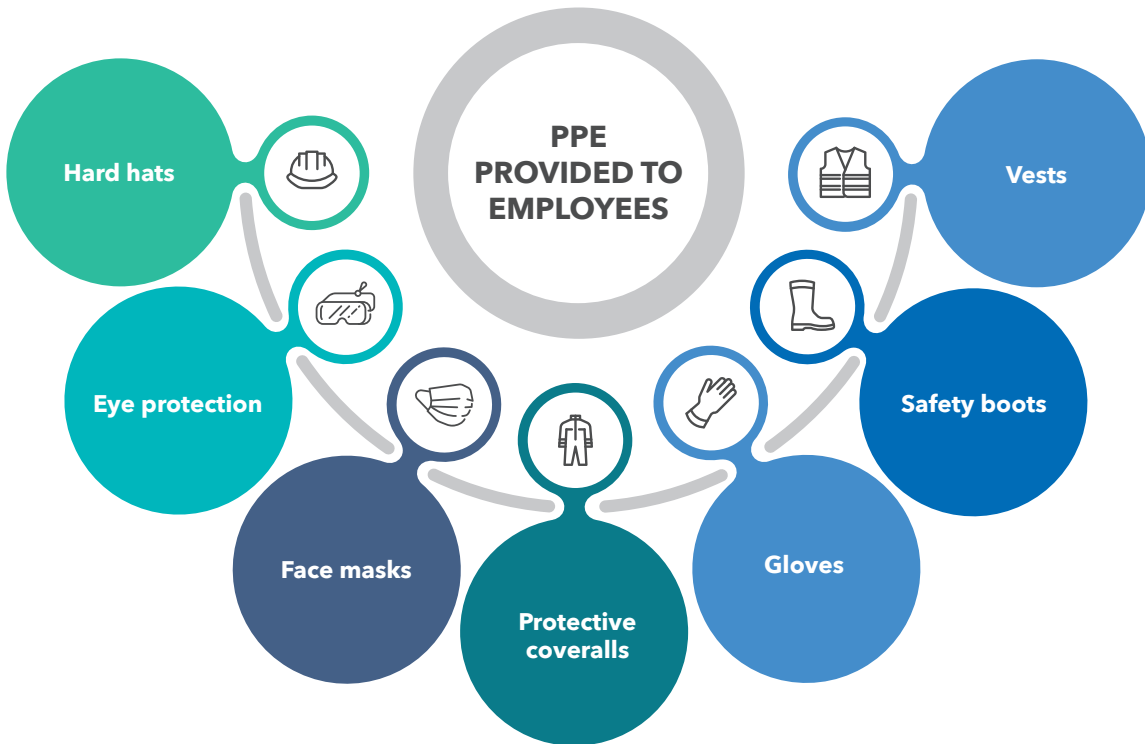 PPE
PROVIDED TO
EMPLOYEES
Hard hats
Eye protection
Face masks
Protective
coveralls
Gloves
Safety boots
Vests